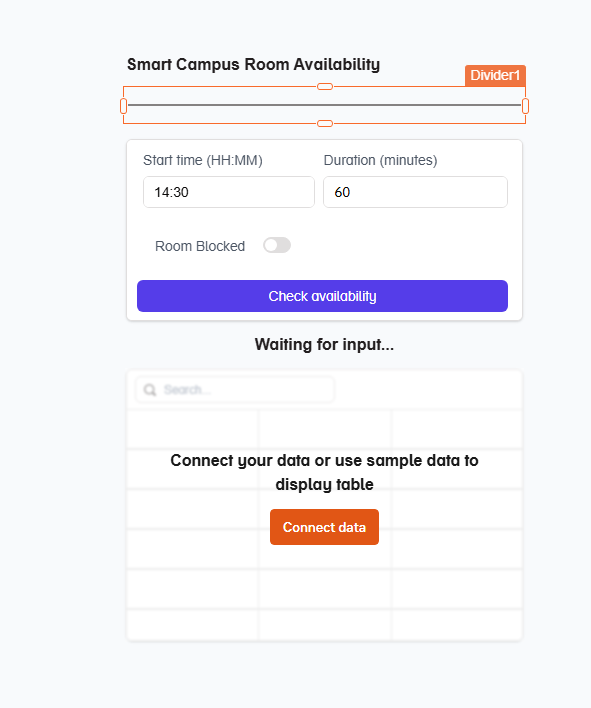 Smart Campus Room Availability
Divider1
Start time (HH:MM)
Duration (minutes)
14:30
60
Room Blocked
Check availability
Waiting for input...
Search...
Connect your data or use sample data to
display table
Connect data